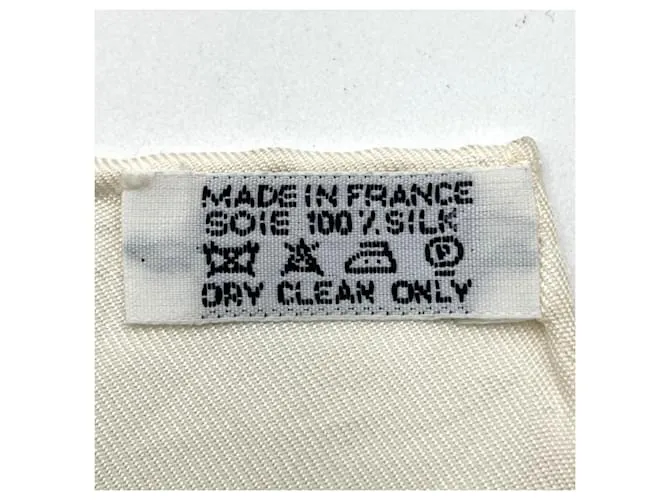 MADE IN FRANCE
SOIE 100% SILK
P
DRY CLEAN ONLY